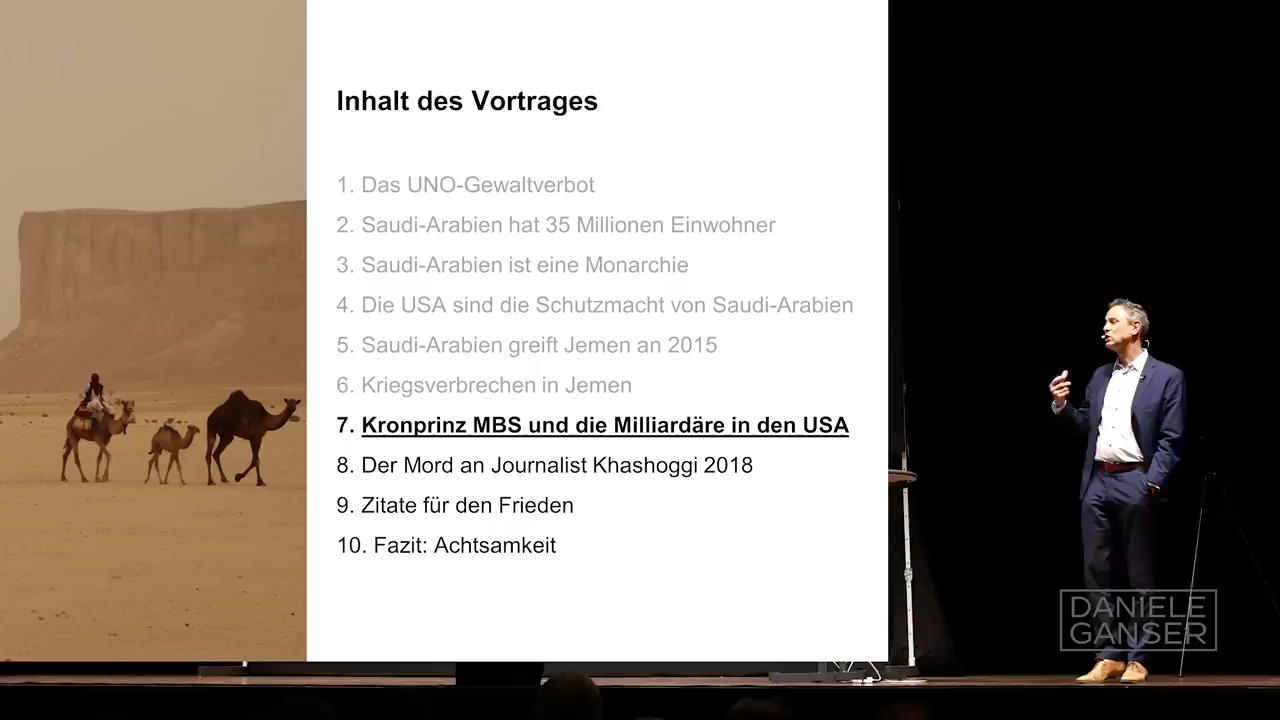 Inhalt des Vortrages
1. Das UNO-Gewaltverbot
2. Saudi-Arabien hat 35 Millionen Einwohner
3. Saudi-Arabien ist eine Monarchie
4. Die USA sind die Schutzmacht von Saudi-Arabien
5. Saudi-Arabien greift Jemen an 2015
6. Kriegsverbrechen in Jemen
7. Kronprinz MBS und die Milliardäre in den USA
8. Der Mord an Journalist Khashoggi 2018
9. Zitate für den Frieden
10. Fazit: Achtsamkeit
DANIELE
GANSER